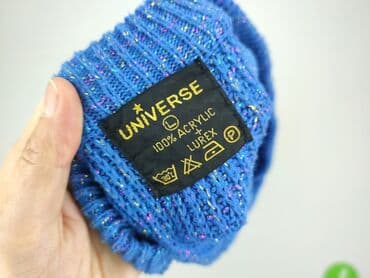 UNIVERSE
L
100% ACRYLIC
+
LUREX
P